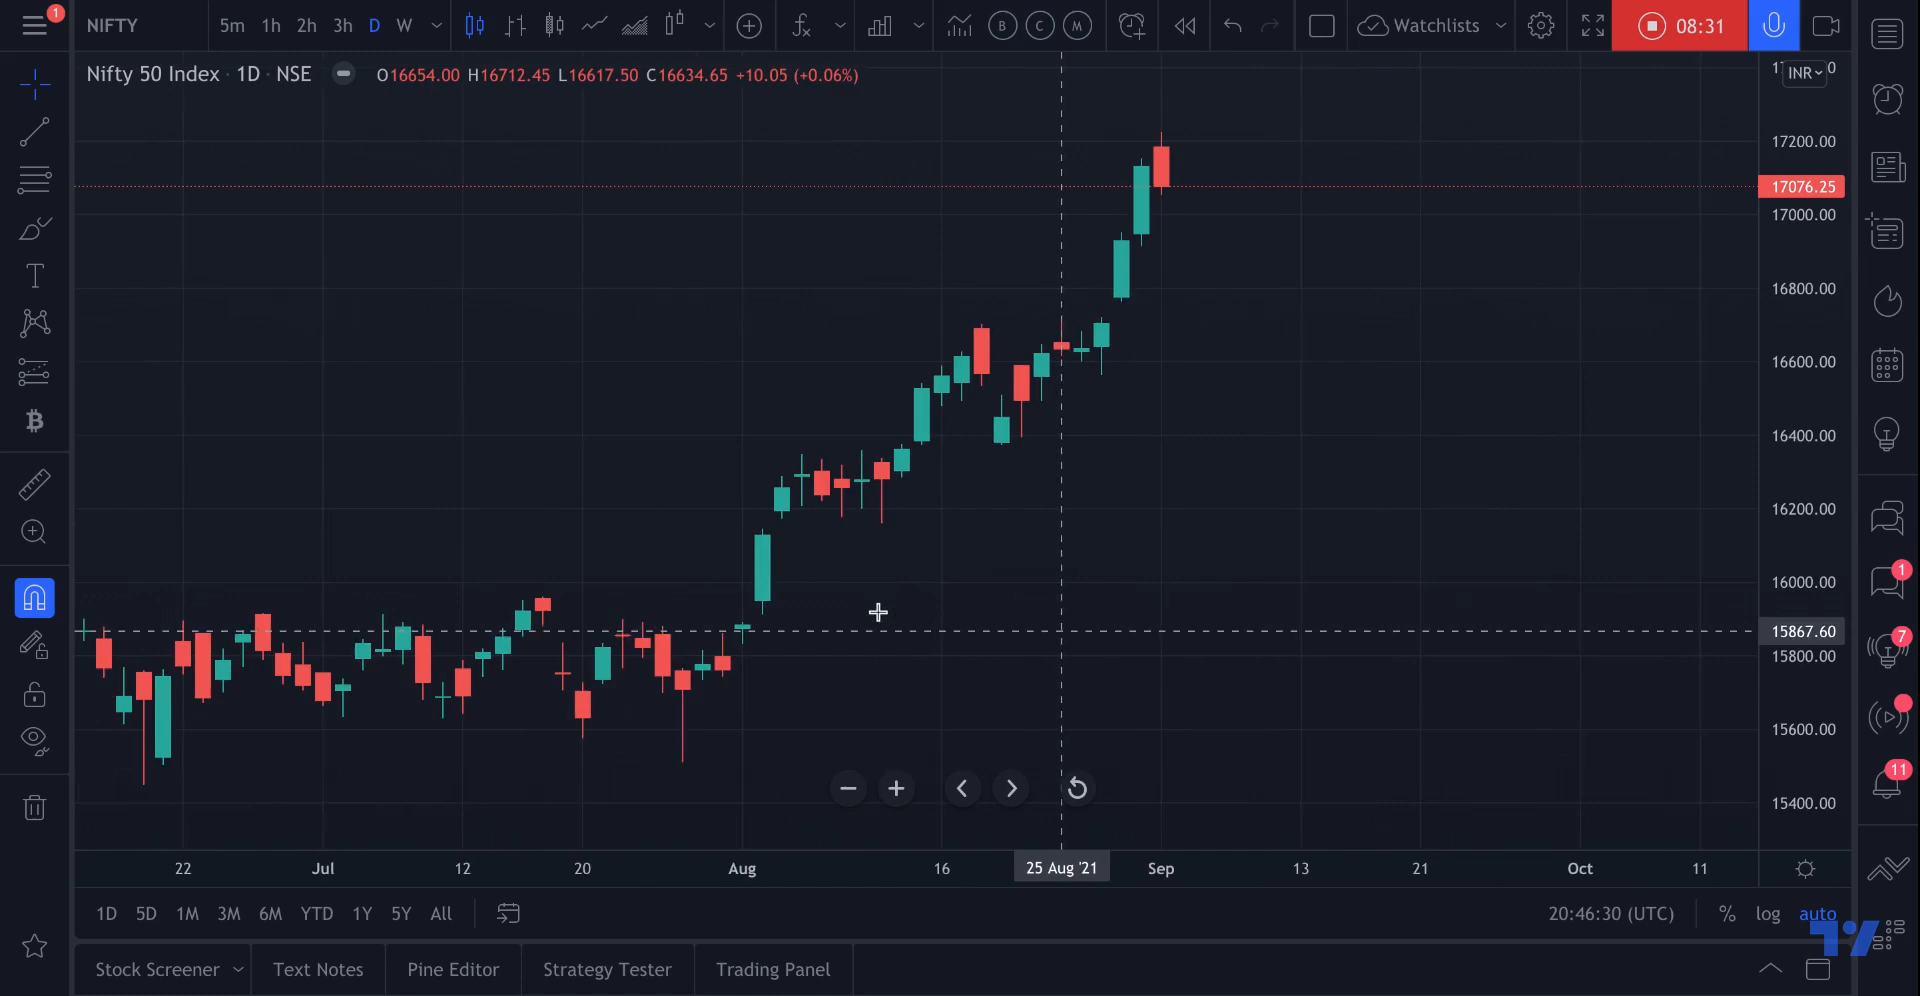 1
NIFTY
5m 1h 2h 3h D W
B C M
Watchlists
08:31
Nifty 50 Index · 1D · NSE
O16654.00 H16712.45 L16617.50 C16634.65 +10.05 (+0.06%)
INR
17200.00
17076.25
17000.00
16800.00
16600.00
16400.00
16200.00
16000.00
15867.60
15800.00
15600.00
15400.00
1
7
11
22 Jul 12 20 Aug 16 25 Aug '21 Sep 13 21 Oct 11
1D 5D 1M 3M 6M YTD 1Y 5Y All
20:46:30 (UTC) % log auto
Stock Screener Text Notes Pine Editor Strategy Tester Trading Panel